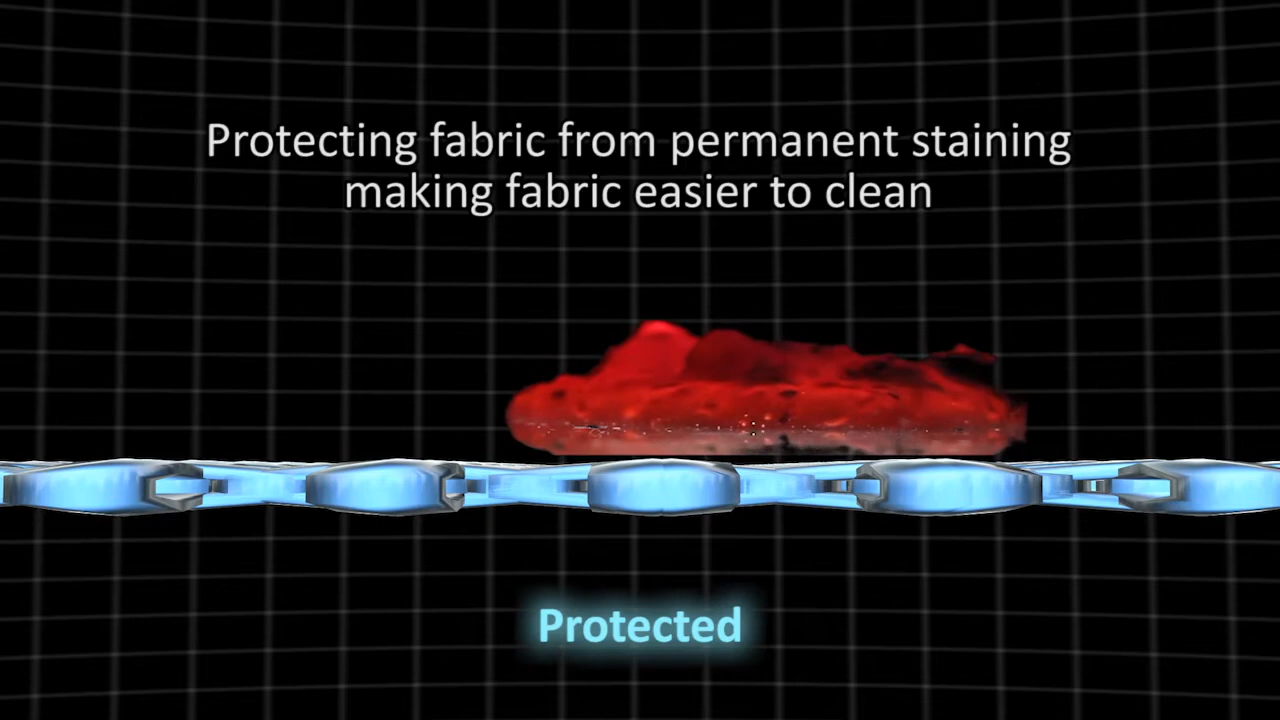 Protecting fabric from permanent staining
making fabric easier to clean
Protected